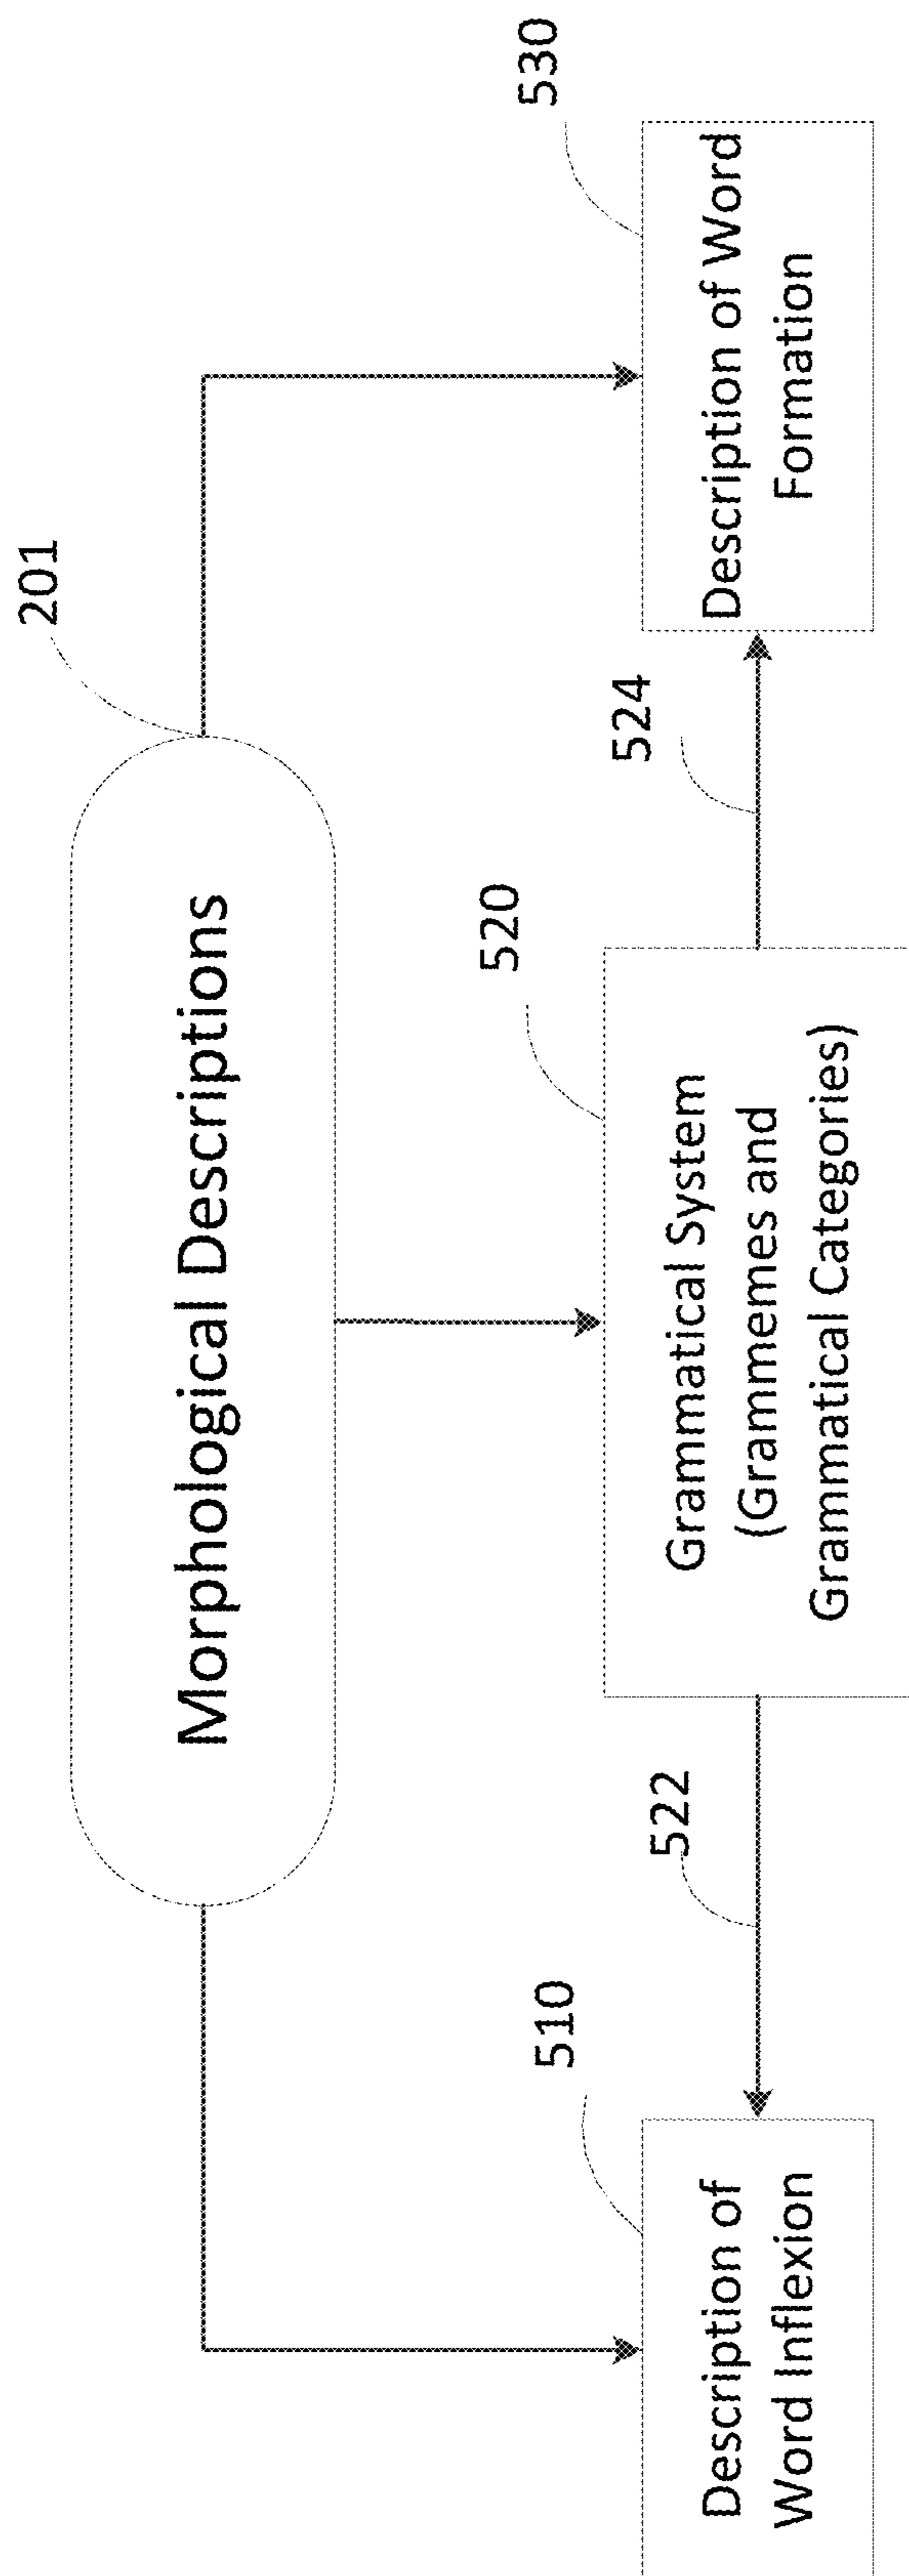 201
Morphological Descriptions
510
Description of
Word Inflexion
522
520
Grammatical System
(Grammemes and
Grammatical Categories)
524
530
Description of Word
Formation